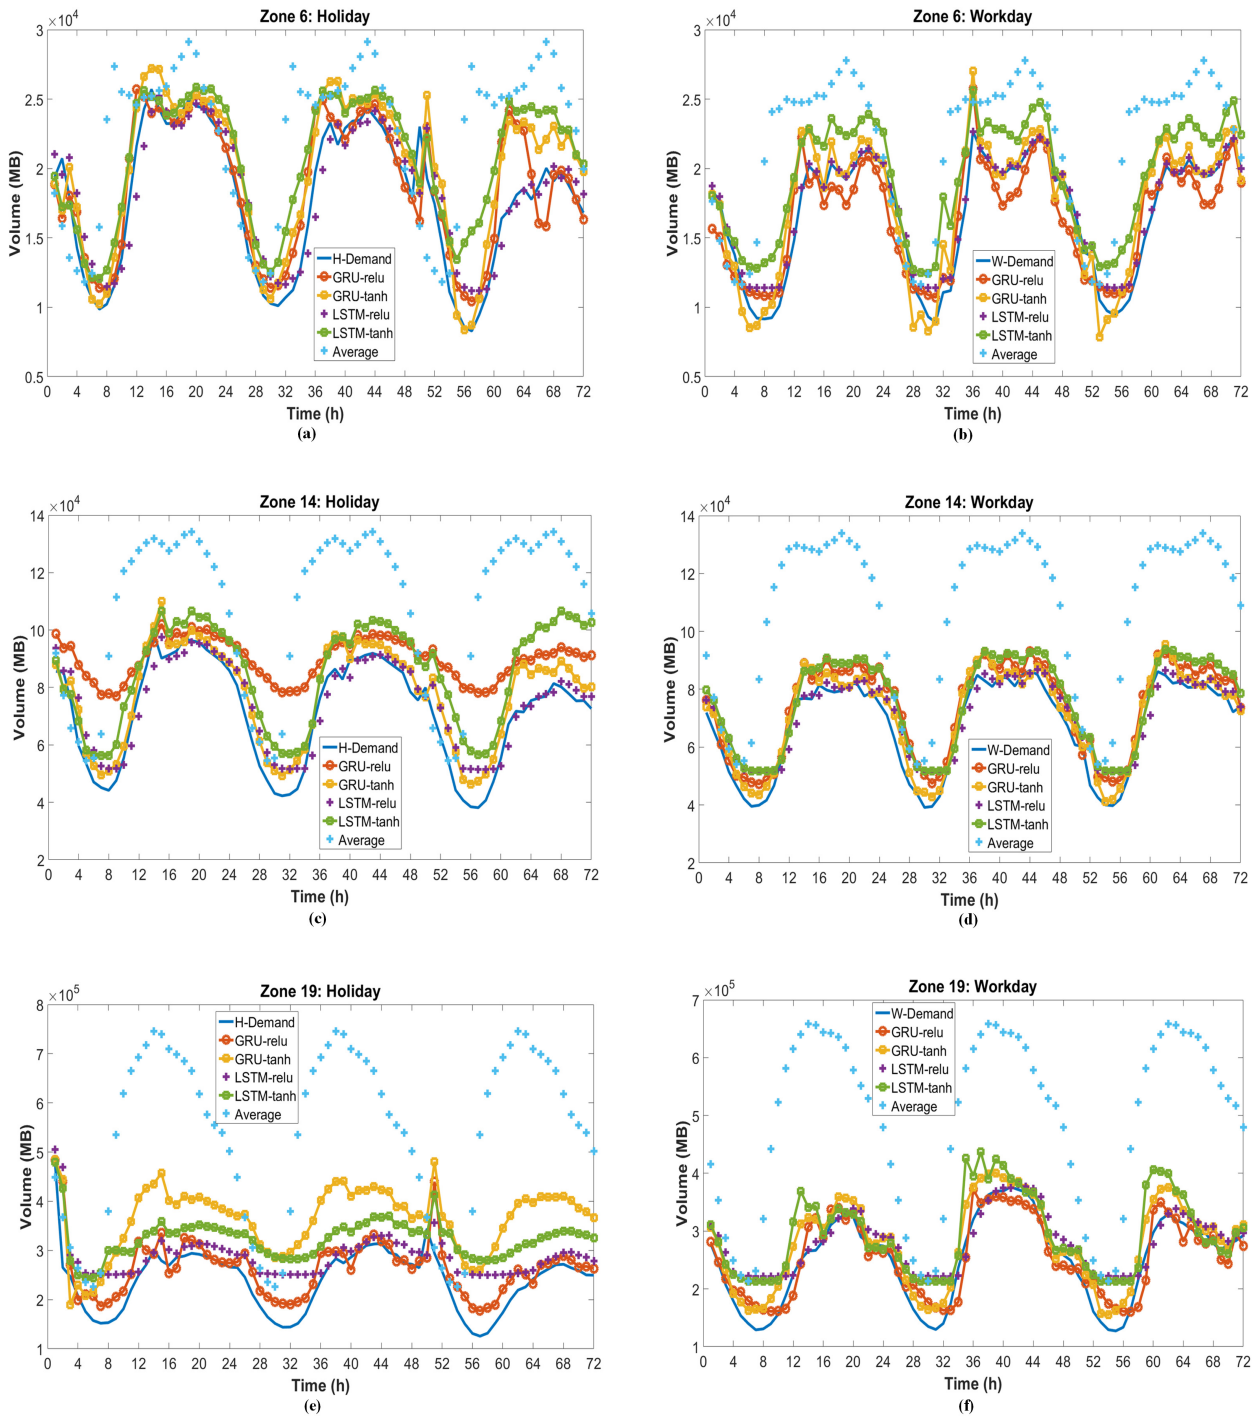 Zone 6: Holiday
×10⁴
3
2.5
2
1.5
1
0.5
Volume (MB)
H-Demand
GRU-relu
GRU-tanh
LSTM-relu
LSTM-tanh
Average
0 4 8 12 16 20 24 28 32 36 40 44 48 52 56 60 64 68 72
Time (h)
(a)
Zone 6: Workday
×10⁴
3
2.5
2
1.5
1
0.5
Volume (MB)
W-Demand
GRU-relu
GRU-tanh
LSTM-relu
LSTM-tanh
Average
0 4 8 12 16 20 24 28 32 36 40 44 48 52 56 60 64 68 72
Time (h)
(b)
Zone 14: Holiday
×10⁴
14
12
10
8
6
4
2
Volume (MB)
H-Demand
GRU-relu
GRU-tanh
LSTM-relu
LSTM-tanh
Average
0 4 8 12 16 20 24 28 32 36 40 44 48 52 56 60 64 68 72
Time (h)
(c)
Zone 14: Workday
×10⁴
14
12
10
8
6
4
2
Volume (MB)
W-Demand
GRU-relu
GRU-tanh
LSTM-relu
LSTM-tanh
Average
0 4 8 12 16 20 24 28 32 36 40 44 48 52 56 60 64 68 72
Time (h)
(d)
Zone 19: Holiday
×10⁵
8
7
6
5
4
3
2
1
Volume (MB)
H-Demand
GRU-relu
GRU-tanh
LSTM-relu
LSTM-tanh
Average
0 4 8 12 16 20 24 28 32 36 40 44 48 52 56 60 64 68 72
Time (h)
(e)
Zone 19: Workday
×10⁵
7
6
5
4
3
2
1
Volume (MB)
W-Demand
GRU-relu
GRU-tanh
LSTM-relu
LSTM-tanh
Average
0 4 8 12 16 20 24 28 32 36 40 44 48 52 56 60 64 68 72
Time (h)
(f)